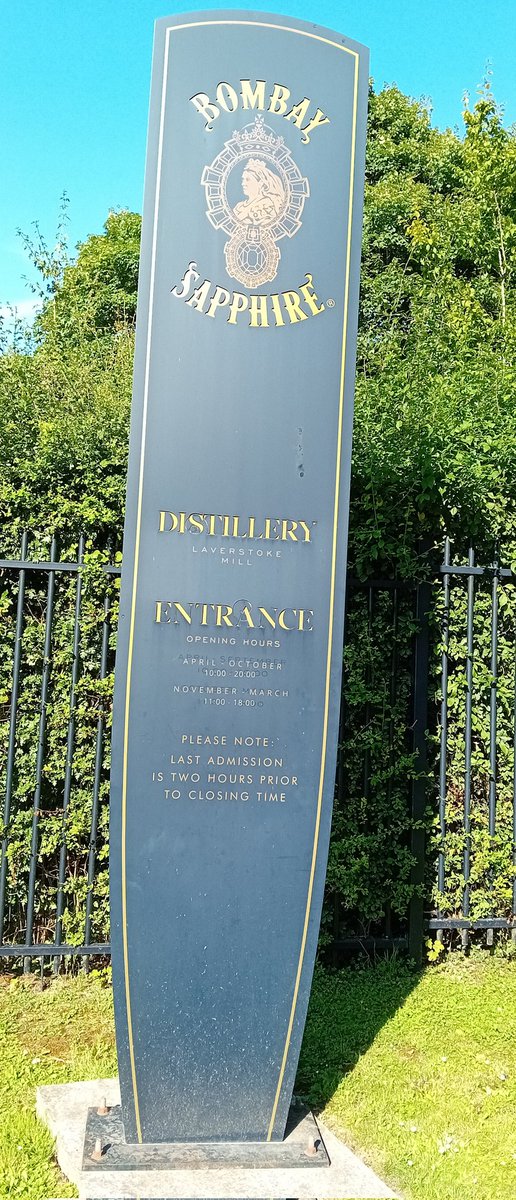 BOMBAY
SAPPHIRE®
DISTILLERY
LAVERSTOKE
MILL
ENTRANCE
OPENING HOURS
APRIL - OCTOBER
10:00 - 20:00
NOVEMBER - MARCH
11:00 - 18:00
PLEASE NOTE:
LAST ADMISSION
IS TWO HOURS PRIOR
TO CLOSING TIME